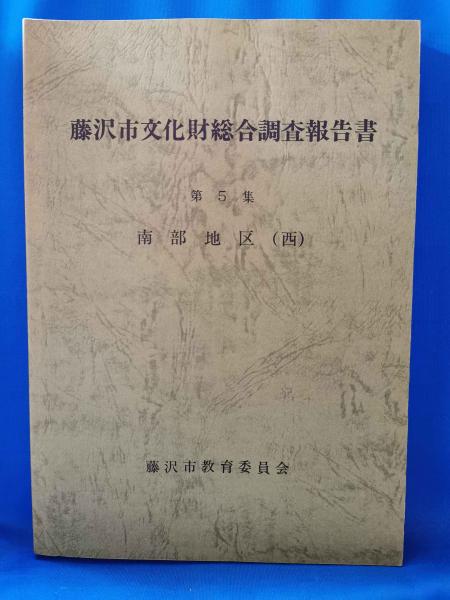 藤沢市文化財総合調査報告書
第5集
南部地区(西)
藤沢市教育委員会